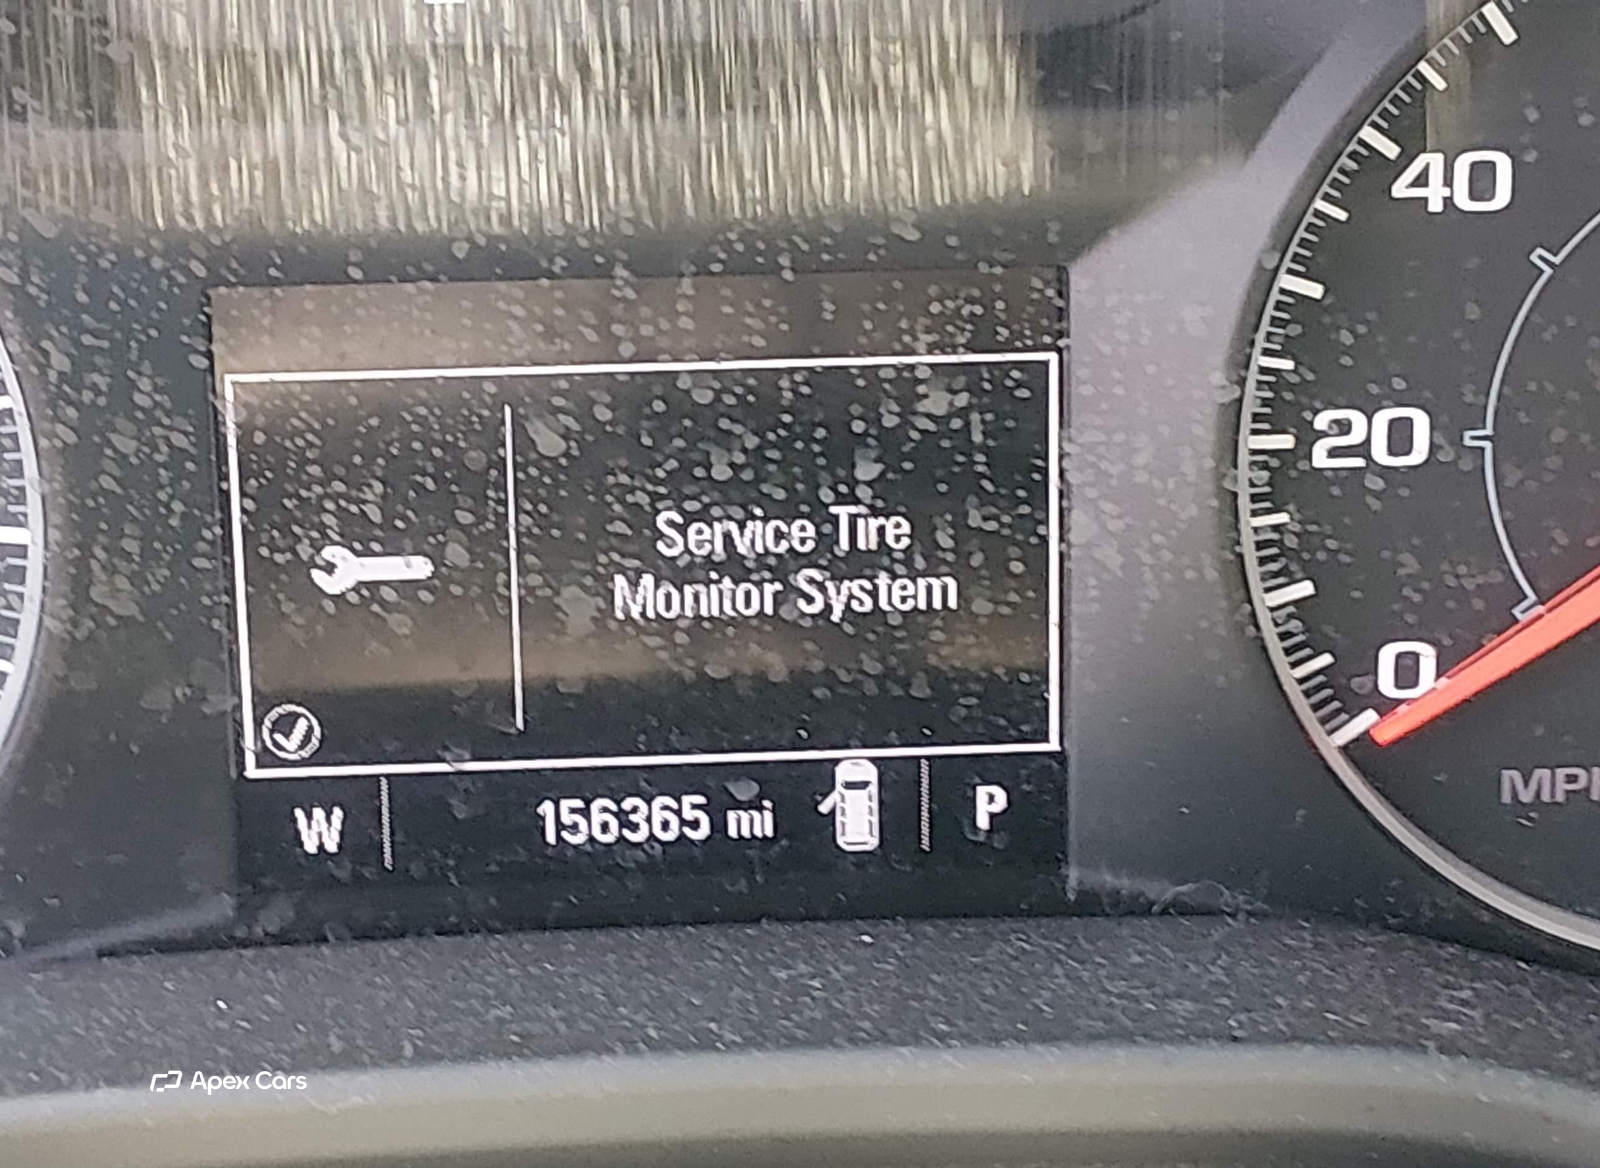 40
20
0
MPH
Service Tire
Monitor System
W 156365 mi P
Apex Cars